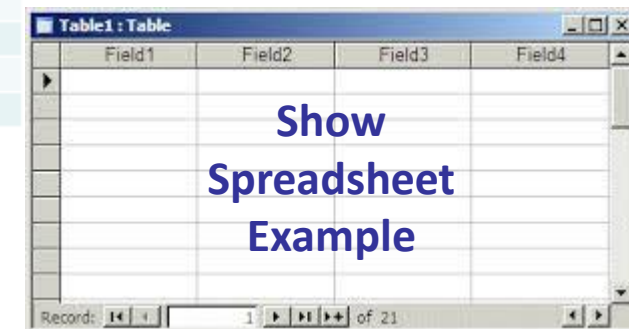 Table1 : Table
Field1 Field2 Field3 Field4
Show
Spreadsheet
Example
Record: 1 of 21